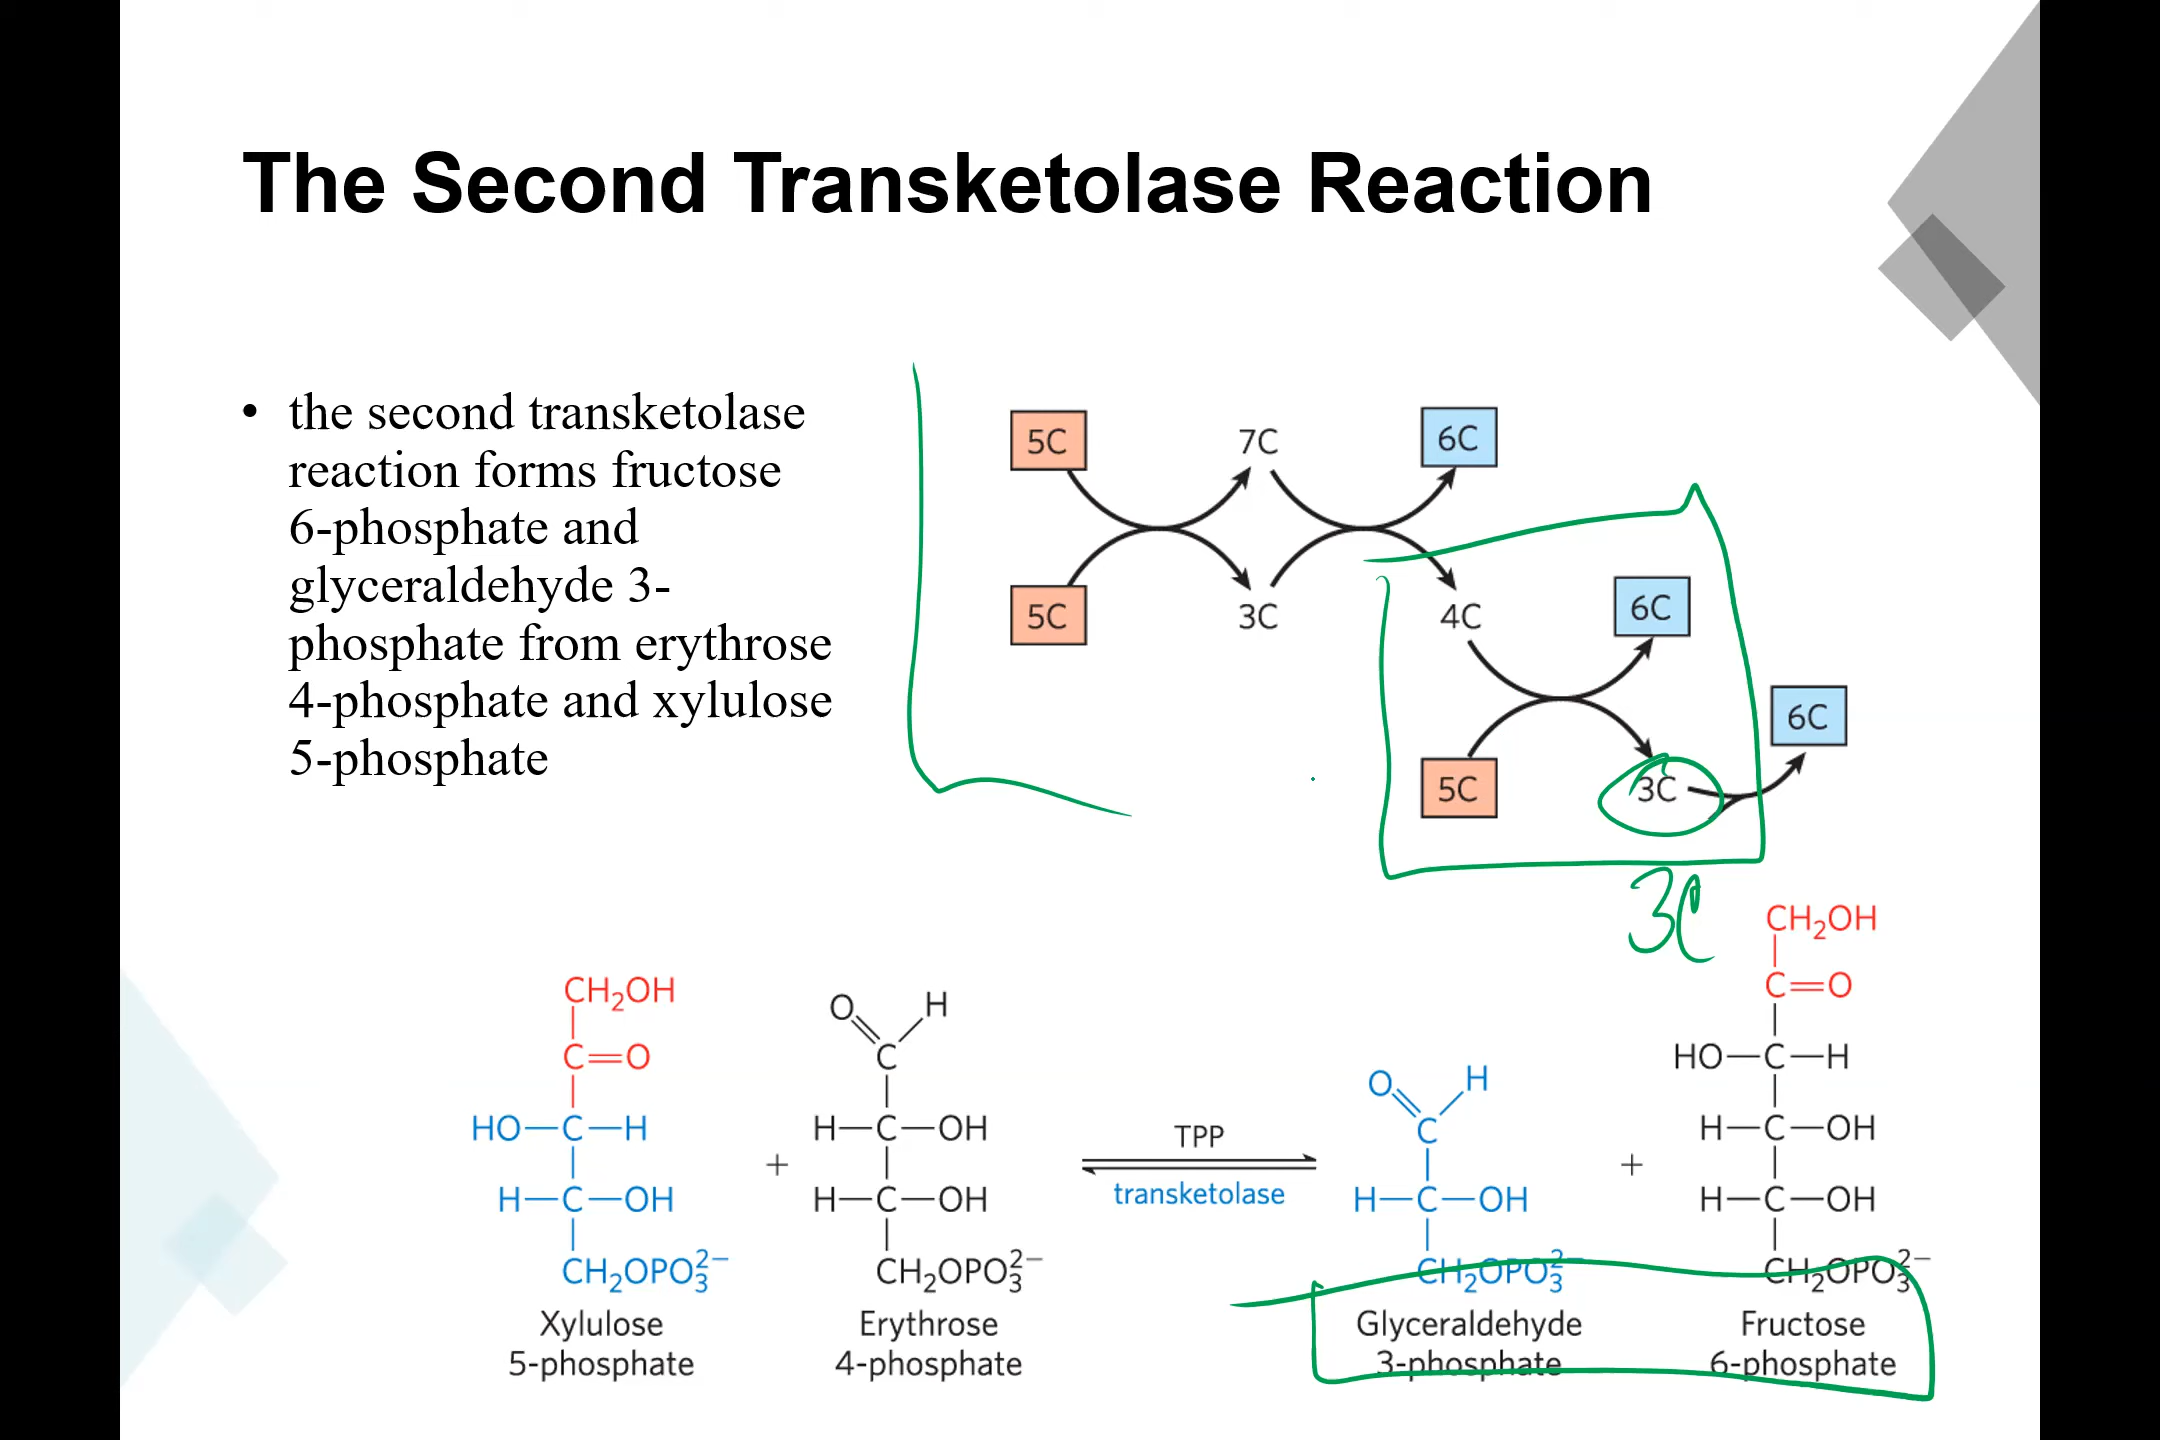 The Second Transketolase Reaction
• the second transketolase
reaction forms fructose
6-phosphate and
glyceraldehyde 3-
phosphate from erythrose
4-phosphate and xylulose
5-phosphate
5C 7C 6C
5C 3C 4C 6C
6C
5C 3C
3C
CH₂OH
C=O
HO—C—H
H—C—OH
CH₂OPO₃²⁻
Xylulose
5-phosphate
+
O H
C
H—C—OH
H—C—OH
CH₂OPO₃²⁻
Erythrose
4-phosphate
TPP
transketolase
O H
C
H—C—OH
CH₂OPO₃²⁻
Glyceraldehyde
3-phosphate
+
CH₂OH
C=O
HO—C—H
H—C—OH
H—C—OH
CH₂OPO₃²⁻
Fructose
6-phosphate